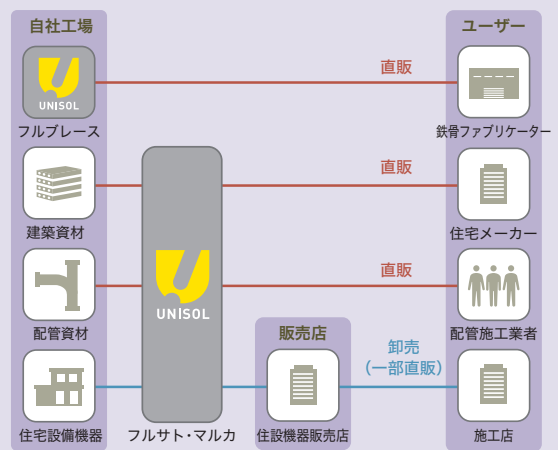 自社工場
ユーザー
UNISOL
フルブレース
直販
鉄骨ファブリケーター
建築資材
直販
住宅メーカー
UNISOL
配管資材
直販
配管施工業者
販売店
卸売
（一部直販）
住宅設備機器
フルサト・マルカ
住設機器販売店
施工店